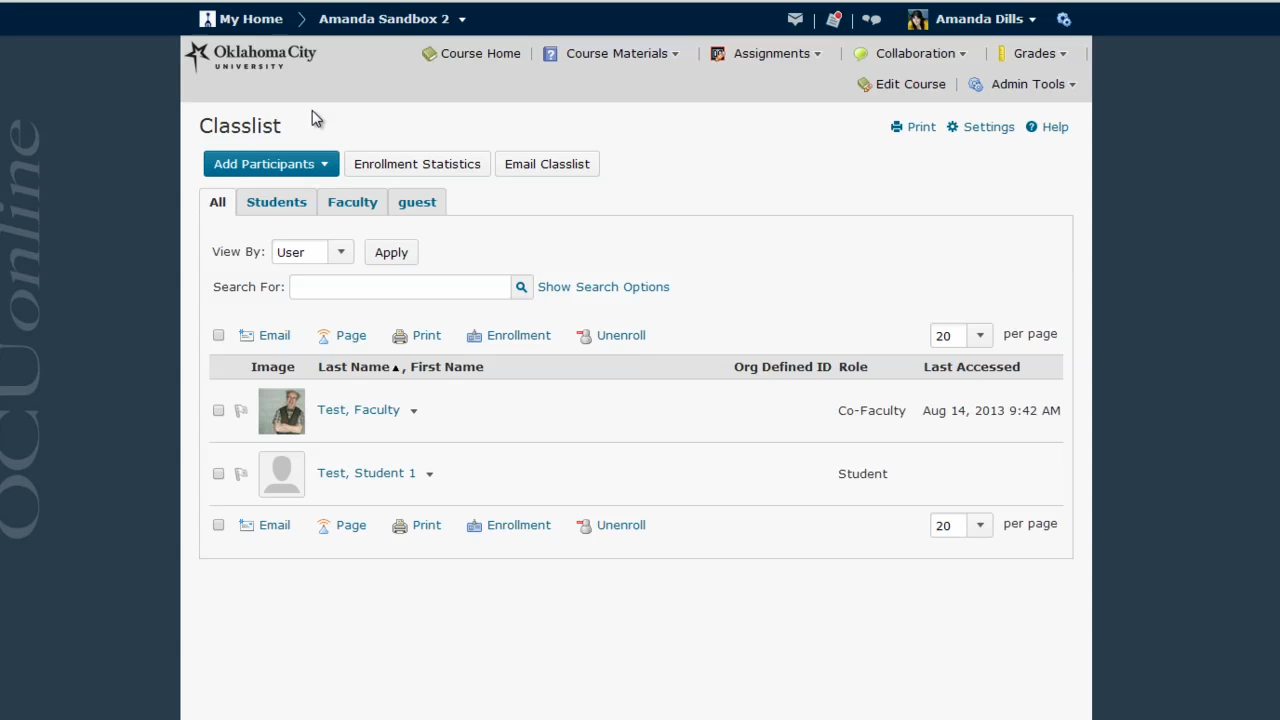 My Home Amanda Sandbox 2 Amanda Dills
Oklahoma City
UNIVERSITY
Course Home Course Materials Assignments Collaboration Grades
Edit Course Admin Tools
OCUonline
Classlist
Print Settings Help
Add Participants Enrollment Statistics Email Classlist
All Students Faculty guest
View By: User Apply
Search For: Show Search Options
Email Page Print Enrollment Unenroll 20 per page
Image Last Name ▲, First Name Org Defined ID Role Last Accessed
Test, Faculty Co-Faculty Aug 14, 2013 9:42 AM
Test, Student 1 Student
Email Page Print Enrollment Unenroll 20 per page